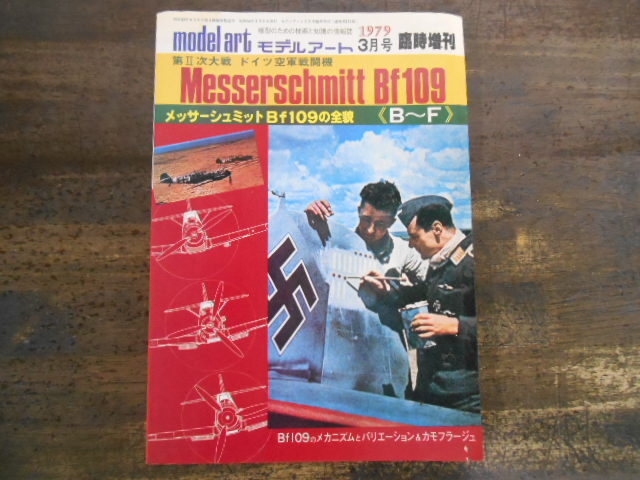 model art モデルアート
模型のための技術と知識の情報誌
1979
3月号
臨時増刊
第II次大戦 ドイツ空軍戦闘機
Messerschmitt Bf109
メッサーシュミットBf109の全貌 《B〜F》
Bf109のメカニズムとバリエーション&カモフラージュ